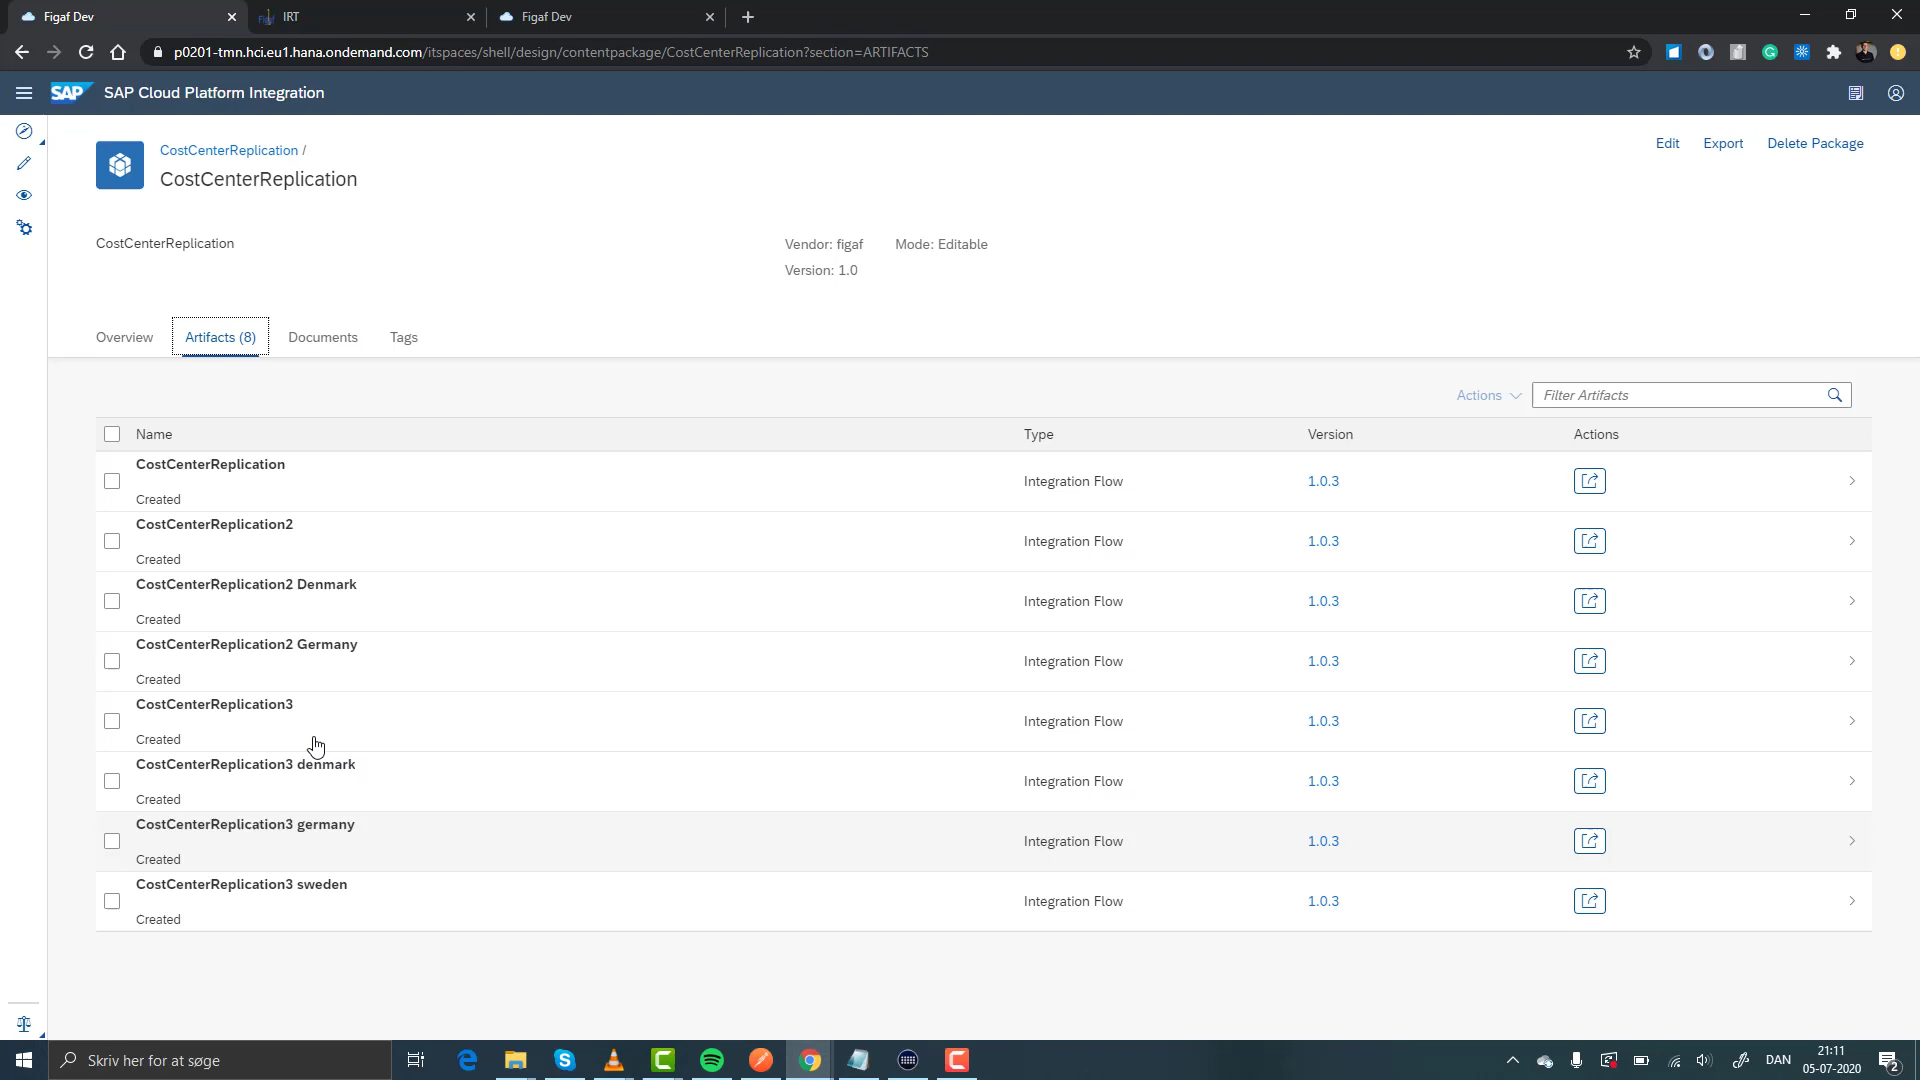 Figaf Dev
IRT
Figaf Dev
p0201-tmn.hci.eu1.hana.ondemand.com/itspaces/shell/design/contentpackage/CostCenterReplication?section=ARTIFACTS
SAP SAP Cloud Platform Integration
Edit Export Delete Package
CostCenterReplication /
CostCenterReplication
CostCenterReplication
Vendor: figaf Mode: Editable
Version: 1.0
Overview Artifacts (8) Documents Tags
Actions Filter Artifacts
Name Type Version Actions
CostCenterReplication
Created
Integration Flow 1.0.3
CostCenterReplication2
Created
Integration Flow 1.0.3
CostCenterReplication2 Denmark
Created
Integration Flow 1.0.3
CostCenterReplication2 Germany
Created
Integration Flow 1.0.3
CostCenterReplication3
Created
Integration Flow 1.0.3
CostCenterReplication3 denmark
Created
Integration Flow 1.0.3
CostCenterReplication3 germany
Created
Integration Flow 1.0.3
CostCenterReplication3 sweden
Created
Integration Flow 1.0.3
Skriv her for at søge
DAN
21:11
05-07-2020
2